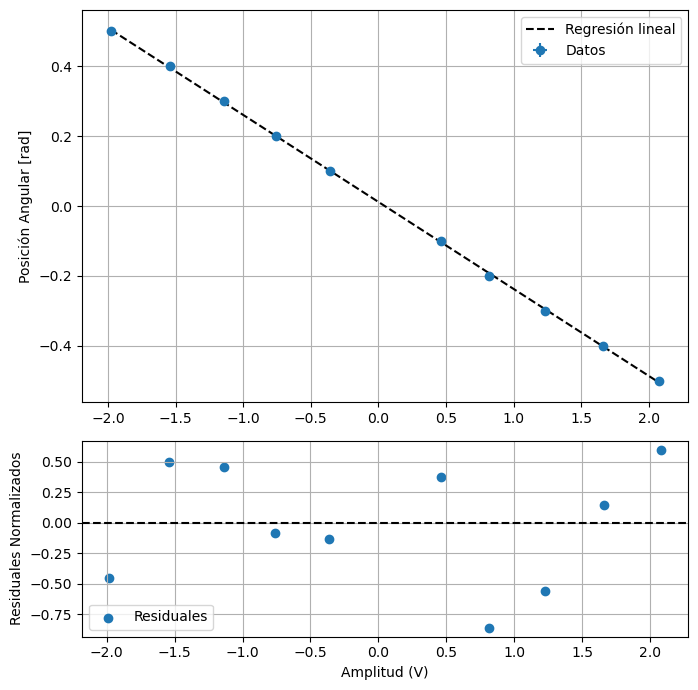 Regresión lineal
Datos
Posición Angular [rad]
0.4
0.2
0.0
−0.2
−0.4
−2.0 −1.5 −1.0 −0.5 0.0 0.5 1.0 1.5 2.0
Residuales Normalizados
0.50
0.25
0.00
−0.25
−0.50
−0.75
Residuales
−2.0 −1.5 −1.0 −0.5 0.0 0.5 1.0 1.5 2.0
Amplitud (V)